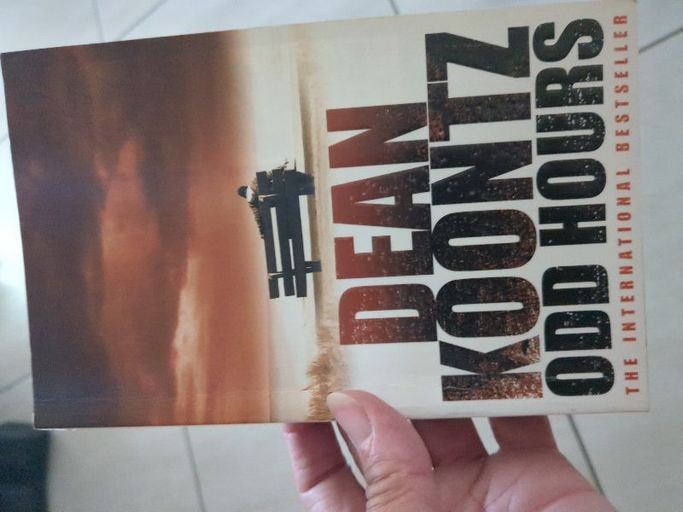 DEAN
KOONTZ
ODD HOURS
THE INTERNATIONAL BESTSELLER